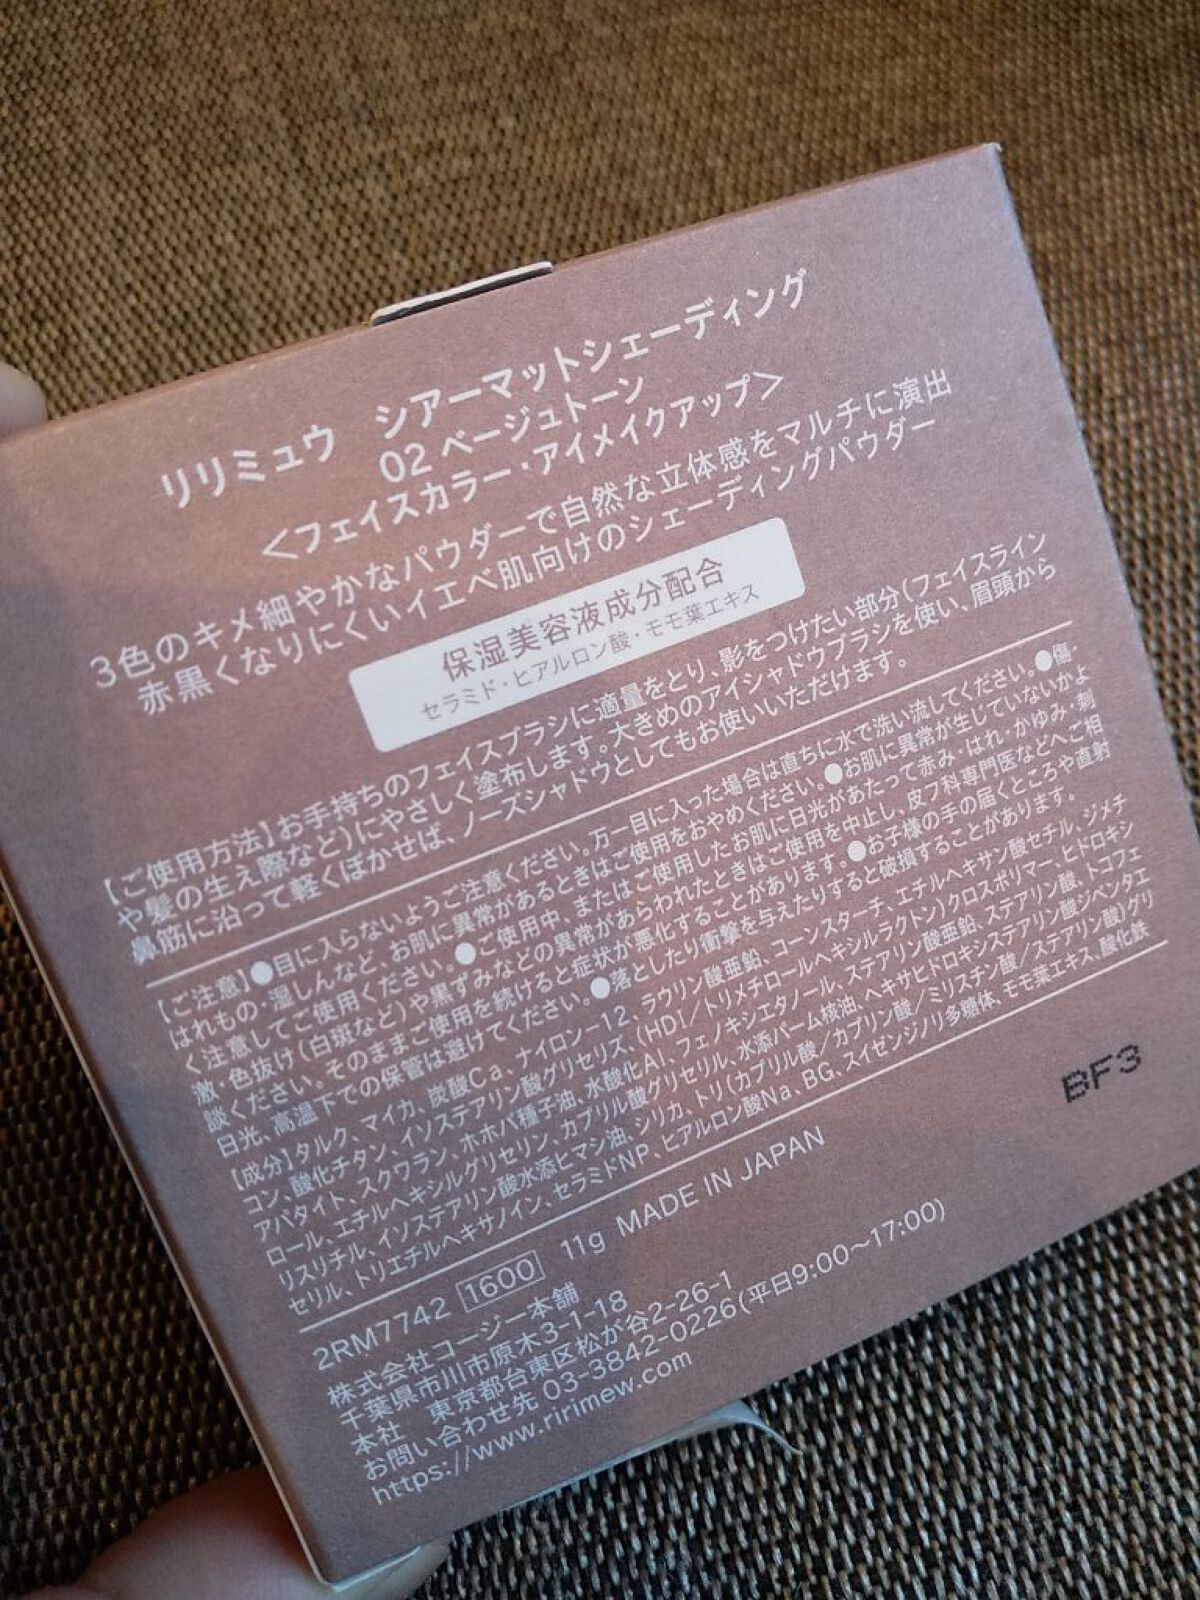 リリミュウ シアーマットシェーディング
02 ベージュトーン
<フェイスカラー・アイメイクアップ>
3色のキメ細やかなパウダーで自然な立体感をマルチに演出
赤黒くなりにくいイエベ肌向けのシェーディングパウダー
保湿美容液成分配合
セラミド・ヒアルロン酸・モモ葉エキス
【ご使用方法】お手持ちのフェイスブラシに適量をとり、影をつけたい部分(フェイスライン
や髪の生え際など)にやさしく塗布します。大きめのアイシャドウブラシを使い、眉頭から
鼻筋に沿って軽くぼかせば、ノーズシャドウとしてもお使いいただけます。
【ご注意】●目に入らないようご注意ください。万一目に入った場合は直ちに水で洗い流してください。●傷・
はれもの・湿しんなど、お肌に異常があるときはご使用をおやめください。●お肌に異常が生じていないかよ
く注意してご使用ください。●ご使用中、またはご使用したお肌に日光があたって赤み・はれ・かゆみ・刺
激・色抜け(白斑など)や黒ずみなどの異常があらわれたときはご使用を中止し、皮フ科専門医などへご相
談ください。そのままご使用を続けると症状が悪化することがあります。●お子様の手の届くところや直射
日光、高温下での保管は避けてください。●落としたり衝撃を与えたりすると破損することがあります。
【成分】タルク、マイカ、炭酸Ca、ナイロン-12、ラウリン酸亜鉛、コーンスターチ、エチルヘキサン酸セチル、ジメチ
コン、酸化チタン、イソステアリン酸グリセリズ、(HDI/トリメチロールヘキシルラクトン)クロスポリマー、ヒドロキシ
アパタイト、スクワラン、ホホバ種子油、水酸化Al、フェノキシエタノール、ステアリン酸亜鉛、ステアリン酸、トコフェ
ロール、エチルヘキシルグリセリン、カプリル酸グリセリル、水添パーム核油、ヘキサヒドロキシステアリン酸ジペンタエ
リスリチル、イソステアリン酸水添ヒマシ油、シリカ、トリ(カプリル酸/カプリン酸/ミリスチン酸/ステアリン酸)グリ
セリル、トリエチルヘキサノイン、セラミドNP、ヒアルロン酸Na、BG、スイゼンジノリ多糖体、モモ葉エキス、酸化鉄
BF3
2RM7742 1600 11g MADE IN JAPAN
株式会社コージー本舗
千葉県市川市原木3-1-18
本社 東京都台東区松が谷2-26-1
お問い合わせ先 03-3842-0226(平日9:00〜17:00)
https://www.ririmew.com